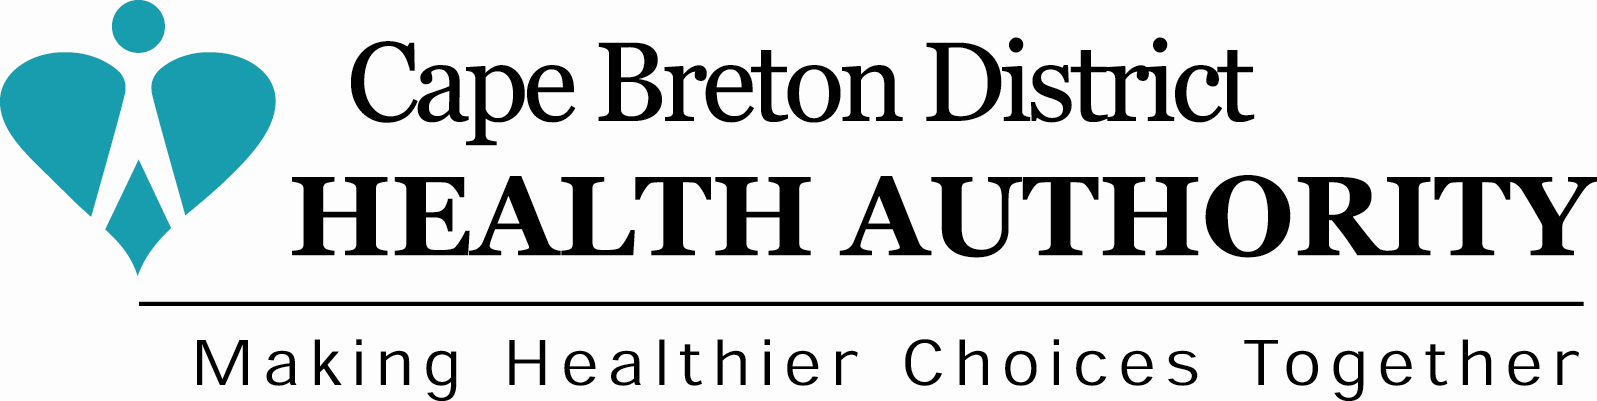 Cape Breton District
HEALTH AUTHORITY
Making Healthier Choices Together